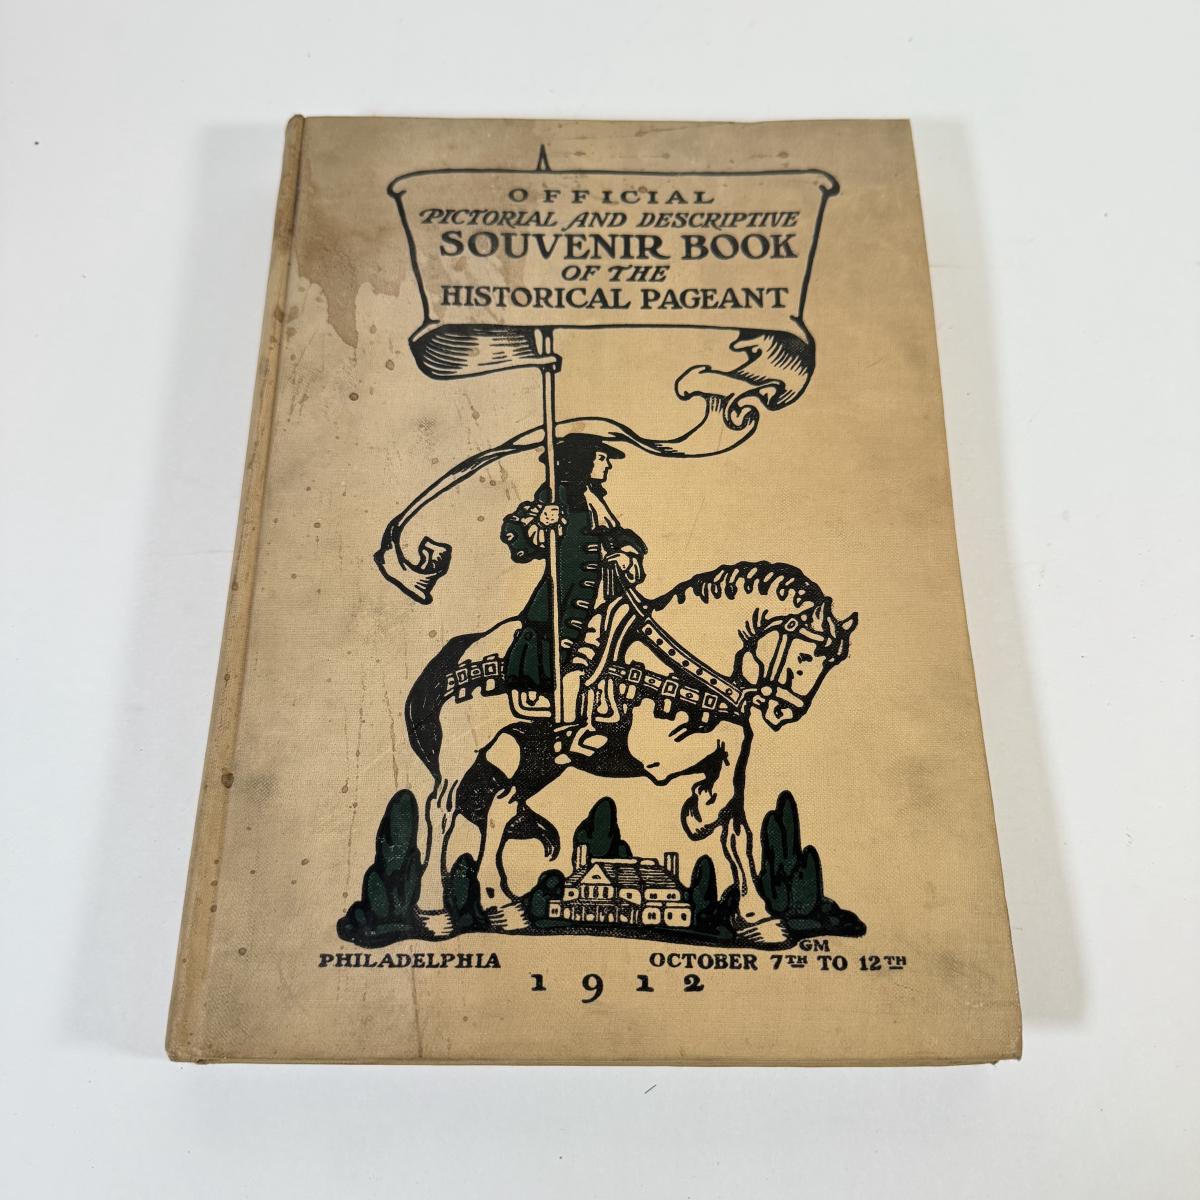 OFFICIAL
PICTORIAL AND DESCRIPTIVE
SOUVENIR BOOK
OF THE
HISTORICAL PAGEANT
GM
PHILADELPHIA OCTOBER 7TH TO 12TH
1912